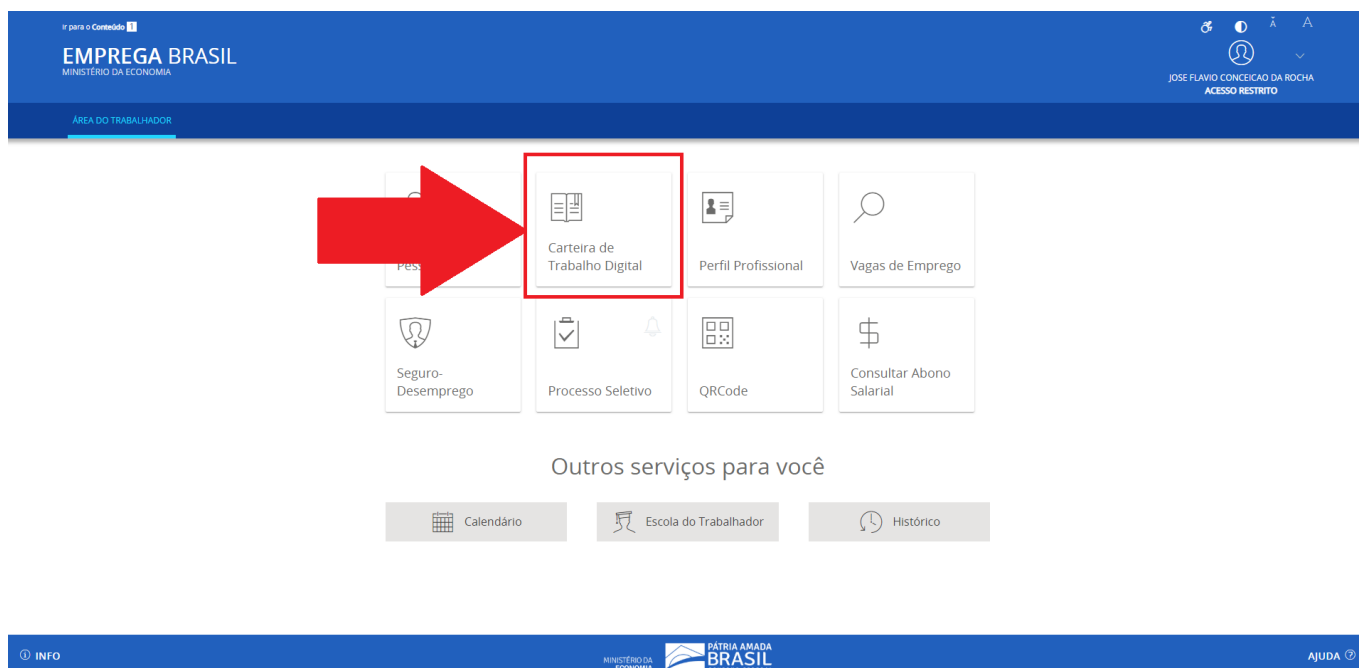 Ir para o Conteúdo 1
A A
EMPREGA BRASIL
MINISTÉRIO DA ECONOMIA
JOSE FLAVIO CONCEICAO DA ROCHA
ACESSO RESTRITO
ÁREA DO TRABALHADOR
Carteira de
Trabalho Digital
Perfil Profissional
Vagas de Emprego
Seguro-
Desemprego
Processo Seletivo
QRCode
Consultar Abono
Salarial
Outros serviços para você
Calendário
Escola do Trabalhador
Histórico
INFO
MINISTÉRIO DA
ECONOMIA
PÁTRIA AMADA
BRASIL
AJUDA